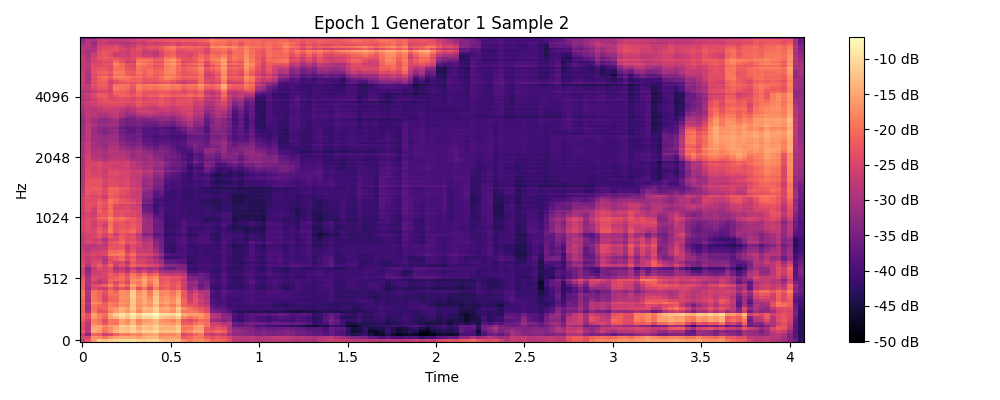 Epoch 1 Generator 1 Sample 2
Hz
4096
2048
1024
512
0
0 0.5 1 1.5 2 2.5 3 3.5 4
Time
-10 dB
-15 dB
-20 dB
-25 dB
-30 dB
-35 dB
-40 dB
-45 dB
-50 dB